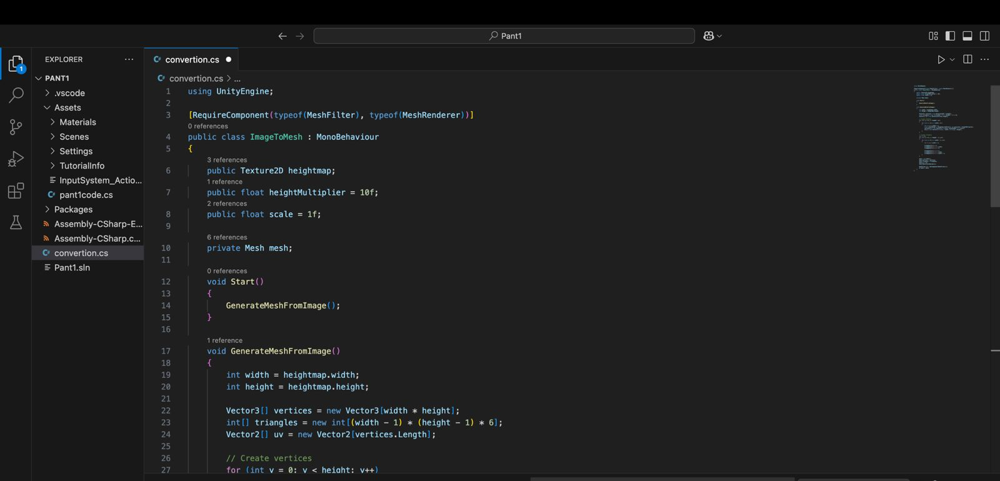 Pant1
EXPLORER
PANT1
.vscode
Assets
Materials
Scenes
Settings
TutorialInfo
InputSystem_Actio...
pant1code.cs
Packages
Assembly-CSharp-E...
Assembly-CSharp.c...
convertion.cs
Pant1.sln
1
convertion.cs
convertion.cs > ...
1 using UnityEngine;
2
3 [RequireComponent(typeof(MeshFilter), typeof(MeshRenderer))]
0 references
4 public class ImageToMesh : MonoBehaviour
5 {
3 references
6 public Texture2D heightmap;
1 reference
7 public float heightMultiplier = 10f;
2 references
8 public float scale = 1f;
9
6 references
10 private Mesh mesh;
11
0 references
12 void Start()
13 {
14 GenerateMeshFromImage();
15 }
16
1 reference
17 void GenerateMeshFromImage()
18 {
19 int width = heightmap.width;
20 int height = heightmap.height;
21
22 Vector3[] vertices = new Vector3[width * height];
23 int[] triangles = new int[(width - 1) * (height - 1) * 6];
24 Vector2[] uv = new Vector2[vertices.Length];
25
26 // Create vertices
27 for (int y = 0; y < height; y++)